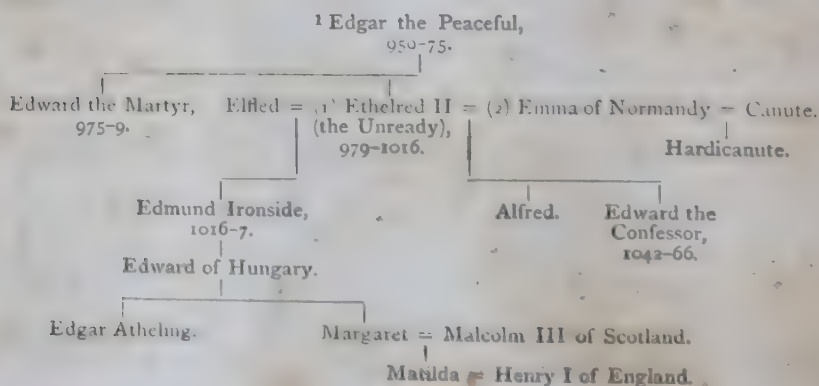 1 Edgar the Peaceful,
950-75.
Edward the Martyr, Elfled = (1) Ethelred II = (2) Emma of Normandy = Canute.
975-9. (the Unready), Hardicanute.
979-1016.
Edmund Ironside, Alfred. Edward the
1016-7. Confessor,
1042-66.
Edward of Hungary.
Edgar Atheling. Margaret = Malcolm III of Scotland.
Matilda = Henry I of England.